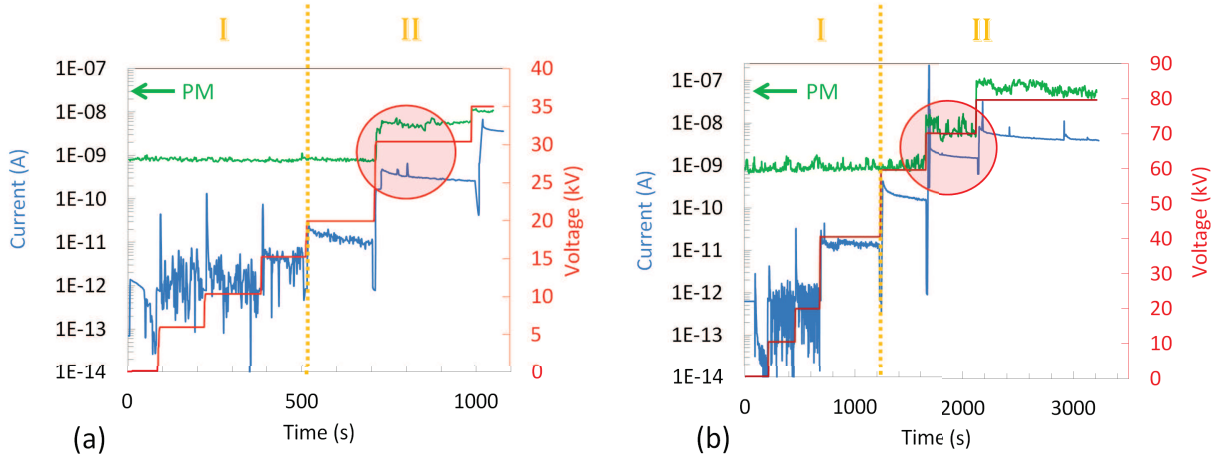 I II
1E-07
1E-08
1E-09
1E-10
1E-11
1E-12
1E-13
1E-14
Current (A)
PM
40
35
30
25
20
15
10
5
0
Voltage (kV)
0 500 1000
Time (s)
(a)
I II
1E-07
1E-08
1E-09
1E-10
1E-11
1E-12
1E-13
1E-14
Current (A)
PM
90
80
70
60
50
40
30
20
10
0
Voltage (kV)
0 1000 2000 3000
Time (s)
(b)